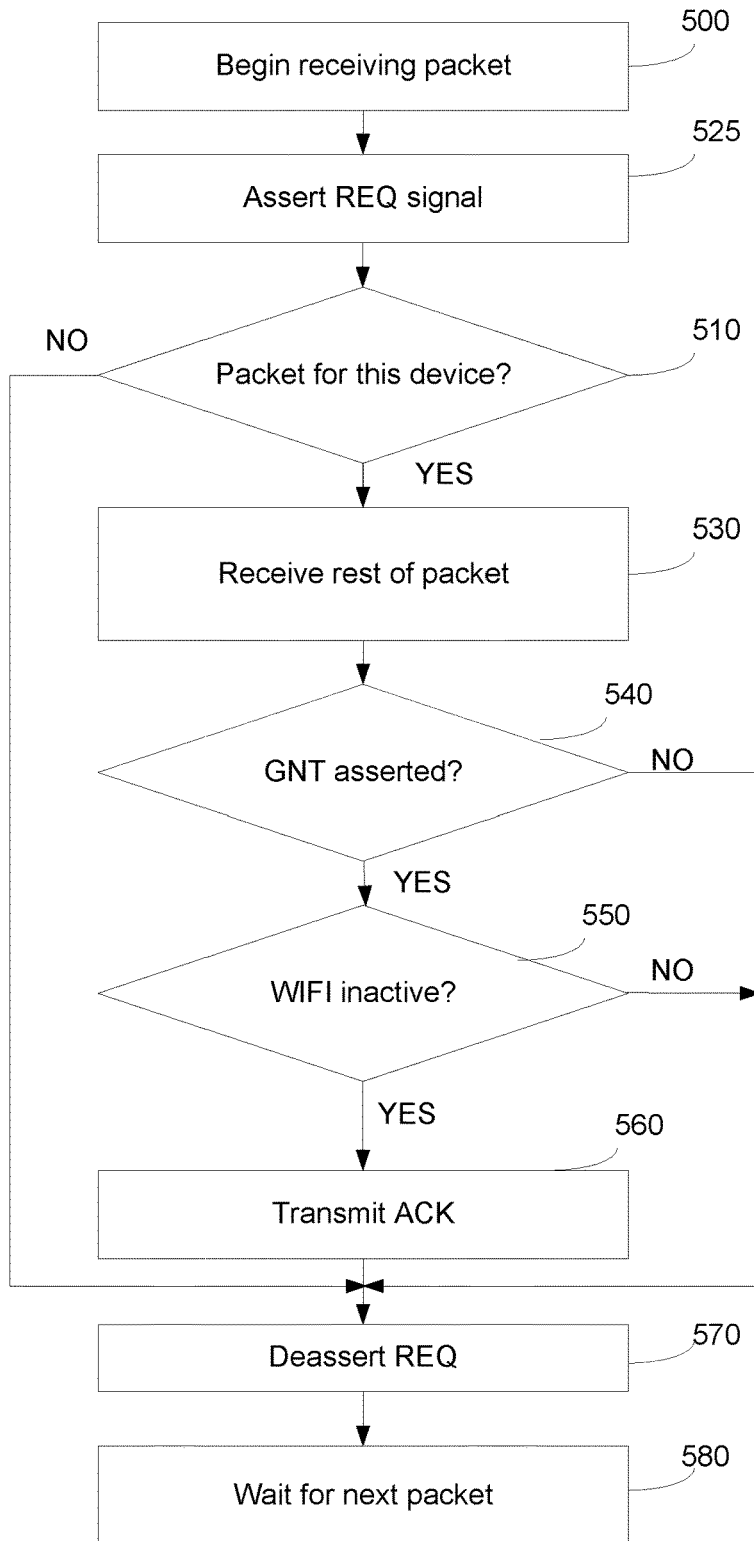 500
Begin receiving packet
525
Assert REQ signal
NO
510
Packet for this device?
YES
530
Receive rest of packet
540
GNT asserted?
NO
YES
550
WIFI inactive?
NO
YES
560
Transmit ACK
570
Deassert REQ
580
Wait for next packet